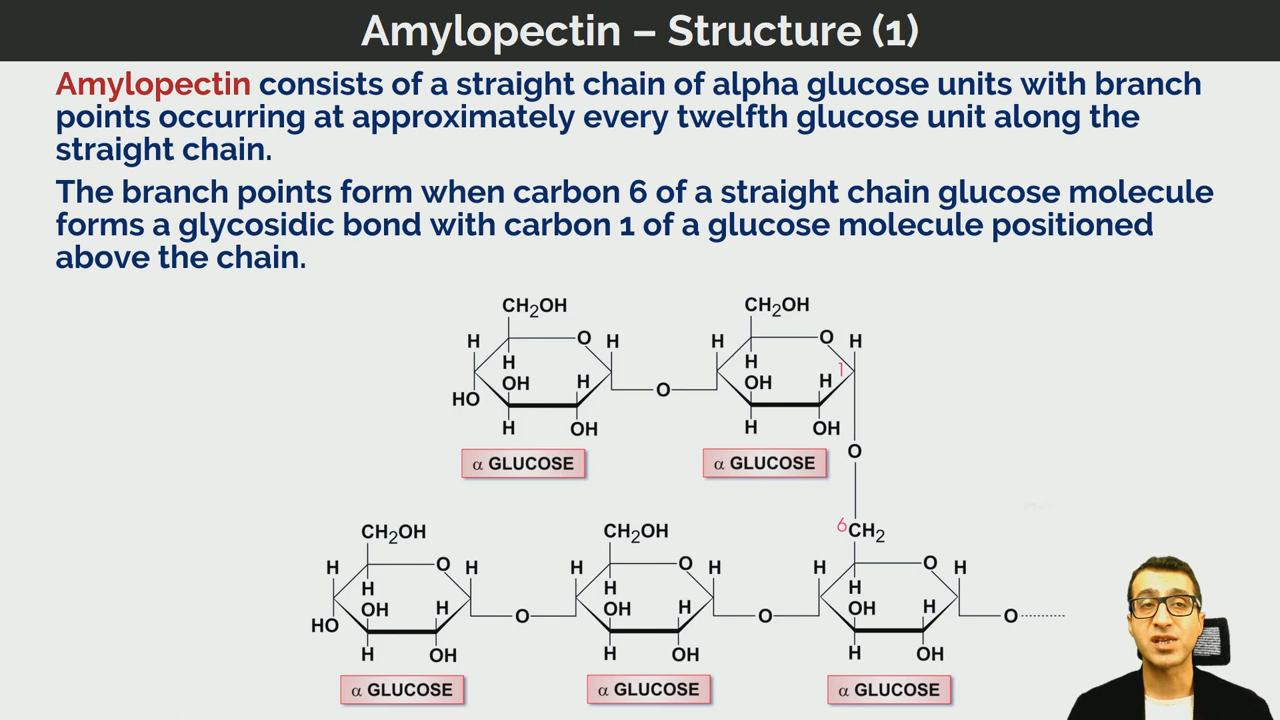 Amylopectin – Structure (1)
Amylopectin consists of a straight chain of alpha glucose units with branch
points occurring at approximately every twelfth glucose unit along the
straight chain.
The branch points form when carbon 6 of a straight chain glucose molecule
forms a glycosidic bond with carbon 1 of a glucose molecule positioned
above the chain.
CH₂OH CH₂OH
H O H H O H
H H 1
OH H OH H
HO O
H OH H OH
O
α GLUCOSE α GLUCOSE
6 CH₂
CH₂OH CH₂OH
H O H H O H H O H
H H H
OH H OH H OH H
HO O O O
H OH H OH H OH
α GLUCOSE α GLUCOSE α GLUCOSE